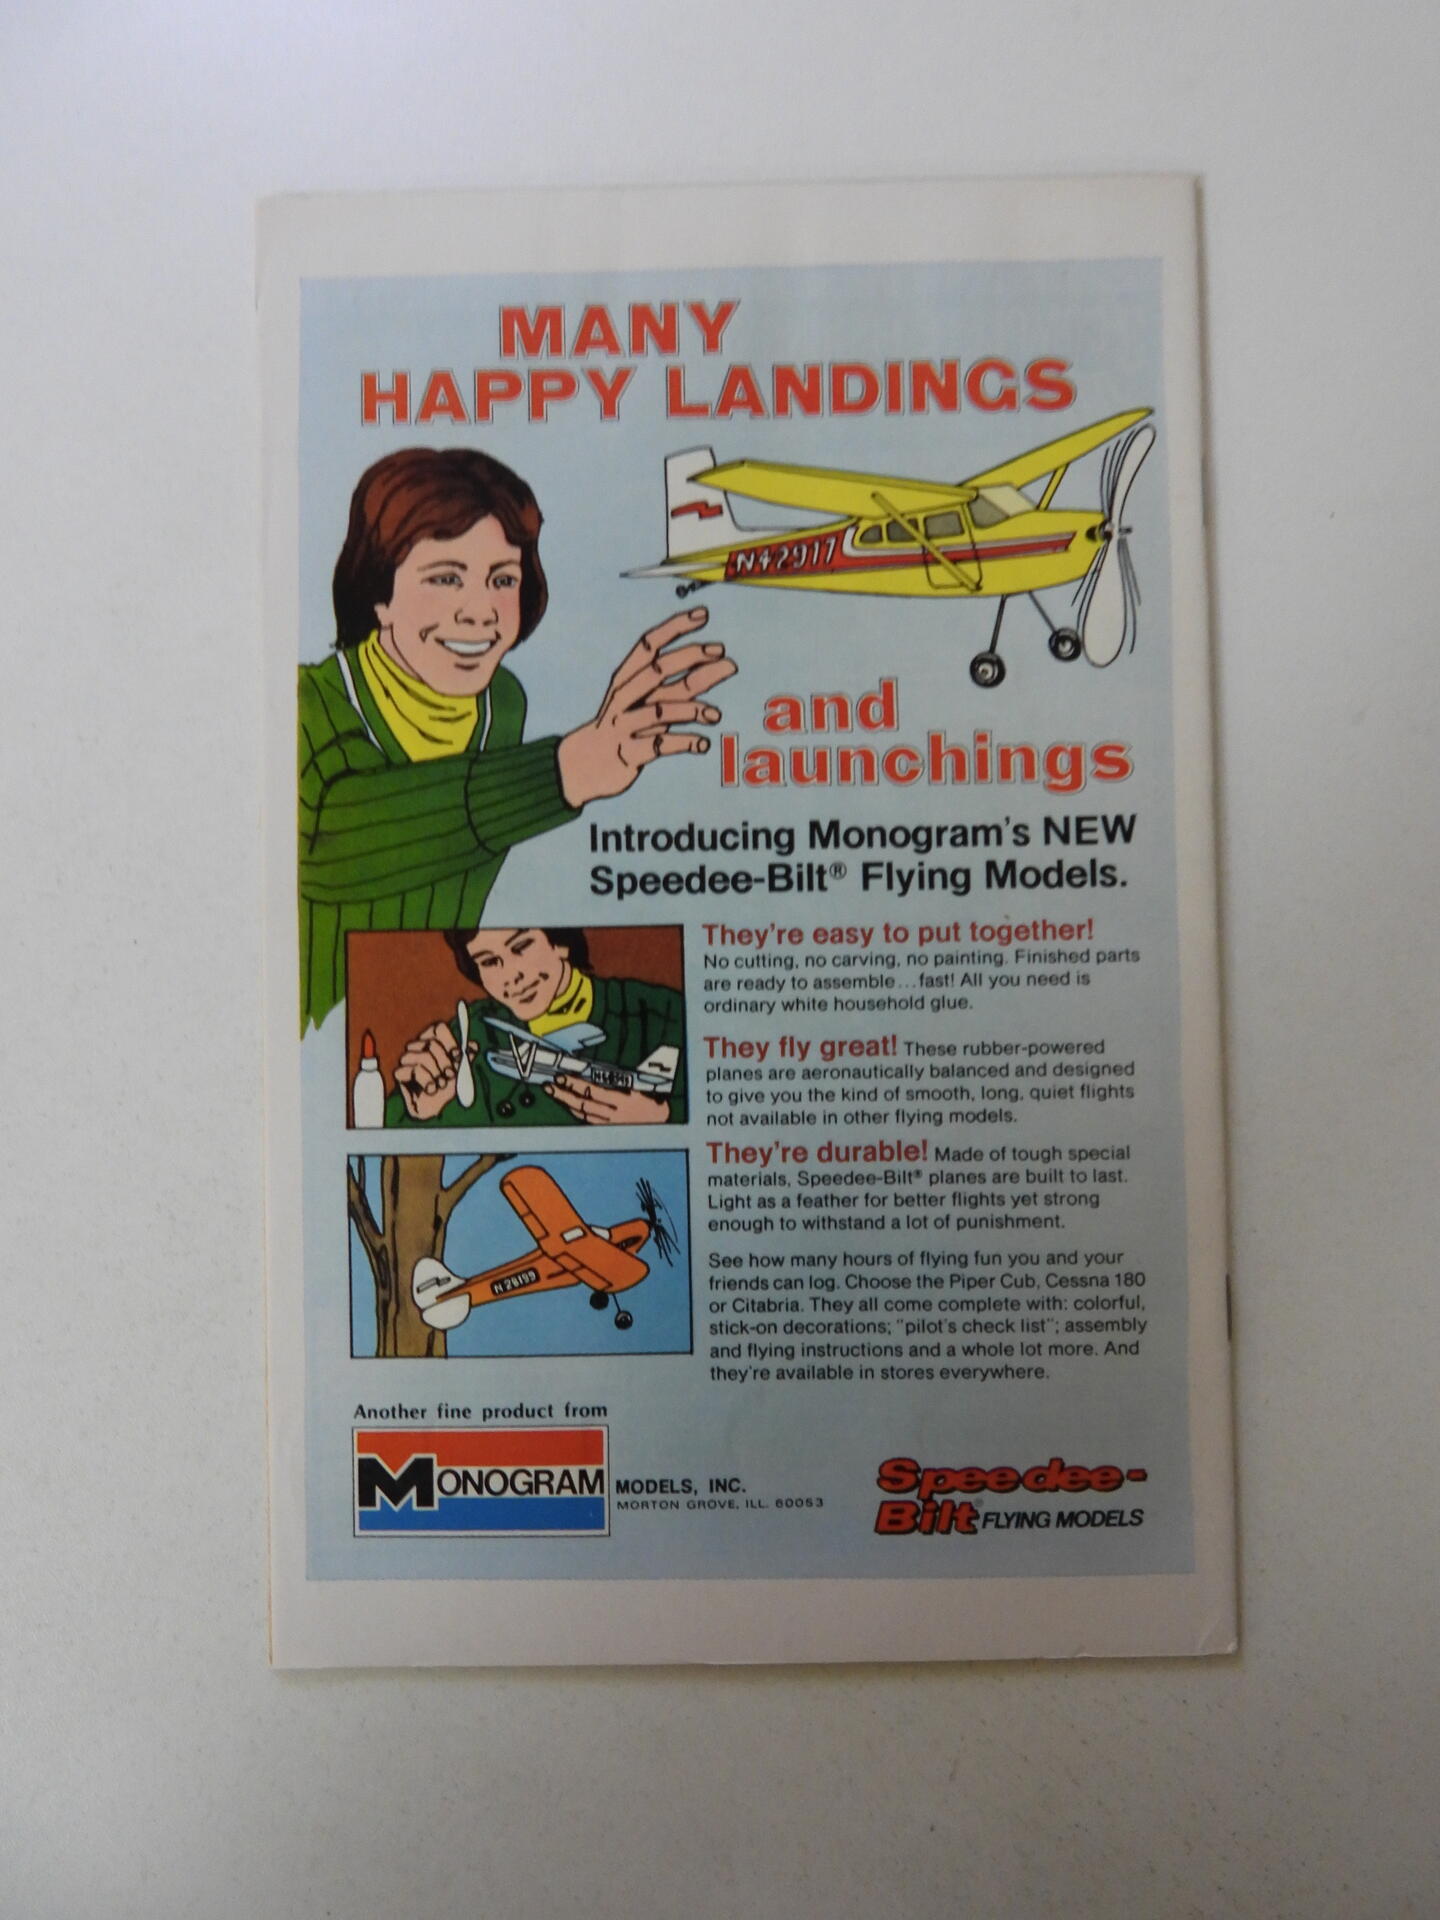 MANY
HAPPY LANDINGS
N42917
and
launchings
Introducing Monogram's NEW
Speedee-Bilt® Flying Models.
They're easy to put together!
No cutting, no carving, no painting. Finished parts
are ready to assemble...fast! All you need is
ordinary white household glue.
They fly great! These rubber-powered
planes are aeronautically balanced and designed
to give you the kind of smooth, long, quiet flights
not available in other flying models.
They're durable! Made of tough special
materials, Speedee-Bilt® planes are built to last.
Light as a feather for better flights yet strong
enough to withstand a lot of punishment.
N28199
See how many hours of flying fun you and your
friends can log. Choose the Piper Cub, Cessna 180
or Citabria. They all come complete with: colorful,
stick-on decorations; "pilot's check list"; assembly
and flying instructions and a whole lot more. And
they're available in stores everywhere.
Another fine product from
MONOGRAM MODELS, INC.
MORTON GROVE, ILL. 60053
Speedee-
Bilt® FLYING MODELS